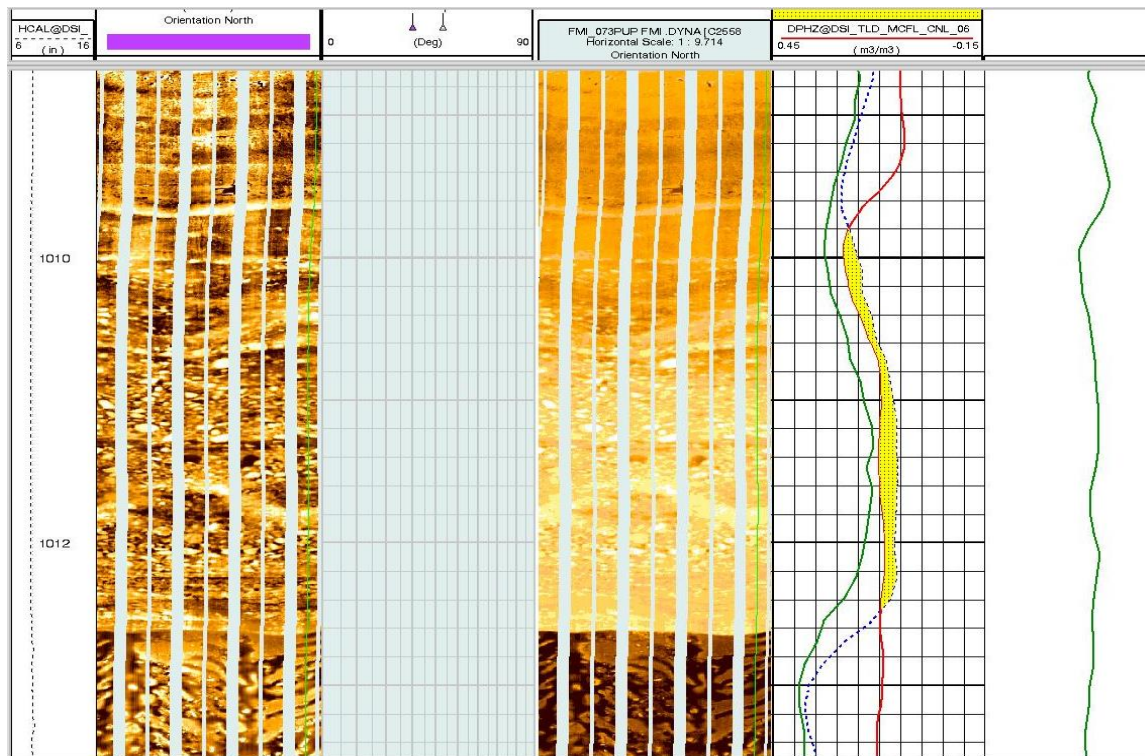 HCAL@DSI_
6 (in) 16
Orientation North
0 (Deg) 90
FMI_073PUP FMI .DYNA [C2558
Horizontal Scale: 1 : 9.714
Orientation North
DPHZ@DSI_TLD_MCFL_CNL_06
0.45 (m3/m3) -0.15
1010
1012